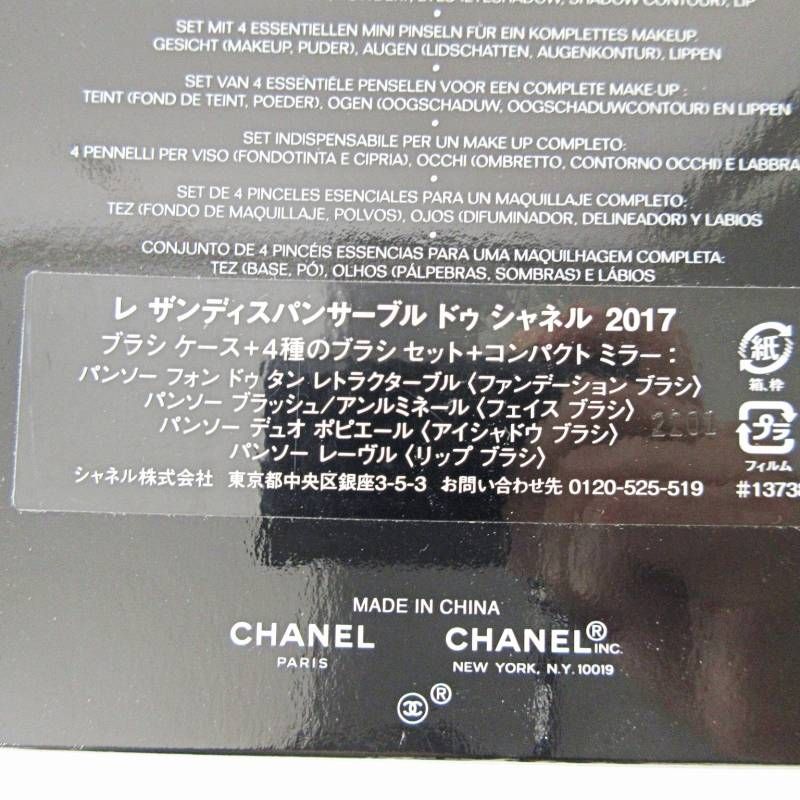 EYES (EYESHADOW, SHADOW CONTOUR), LIP
•
SET MIT 4 ESSENTIELLEN MINI PINSELN FÜR EIN KOMPLETTES MAKEUP.
GESICHT (MAKEUP, PUDER), AUGEN (LIDSCHATTEN, AUGENKONTUR), LIPPEN
•
SET VAN 4 ESSENTIËLE PENSELEN VOOR EEN COMPLETE MAKE-UP :
TEINT (FOND DE TEINT, POEDER), OGEN (OOGSCHADUW, OOGSCHADUWCONTOUR) EN LIPPEN
•
SET INDISPENSABILE PER UN MAKE UP COMPLETO:
4 PENNELLI PER VISO (FONDOTINTA E CIPRIA), OCCHI (OMBRETTO, CONTORNO OCCHI) E LABBRA
•
SET DE 4 PINCELES ESENCIALES PARA UN MAQUILLAJE COMPLETO:
TEZ (FONDO DE MAQUILLAJE, POLVOS), OJOS (DIFUMINADOR, DELINEADOR) Y LABIOS
•
CONJUNTO DE 4 PINCÉIS ESSENCIAS PARA UMA MAQUILHAGEM COMPLETA:
TEZ (BASE, PÓ), OLHOS (PÁLPEBRAS, SOMBRAS) E LÁBIOS
レ ザンディスパンサーブル ドゥ シャネル 2017
ブラシ ケース+4種のブラシ セット+コンパクト ミラー:
パンソー フォン ドゥ タン レトラクターブル〈ファンデーション ブラシ〉
パンソー ブラッシュ/アンルミネール〈フェイス ブラシ〉
パンソー デュオ ポピエール〈アイシャドウ ブラシ〉 2101
パンソー レーヴル〈リップ ブラシ〉
シャネル株式会社 東京都中央区銀座3-5-3 お問い合わせ先 0120-525-519 #13738
紙
箱,枠
プラ
フィルム
MADE IN CHINA
CHANEL
PARIS
CHANEL®
INC.
NEW YORK, N.Y. 10019
®